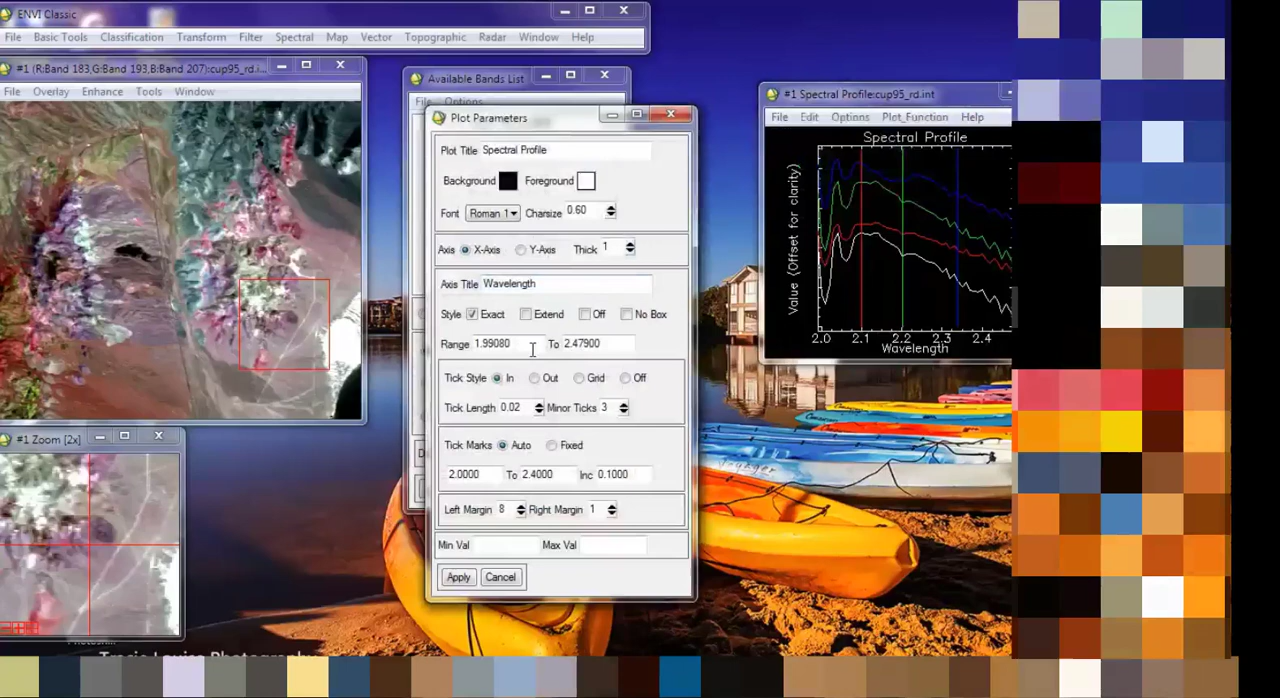 ENVI Classic
File Basic Tools Classification Transform Filter Spectral Map Vector Topographic Radar Window Help
#1 (R:Band 183,G:Band 193,B:Band 207):cup95_rd.i...
File Overlay Enhance Tools Window
Available Bands List
File Options
Plot Parameters
Plot Title Spectral Profile
Background Foreground
Font Roman 1 Charsize 0.60
Axis X-Axis Y-Axis Thick 1
Axis Title Wavelength
Style Exact Extend Off No Box
Range 1.99080 To 2.47900
Tick Style In Out Grid Off
Tick Length 0.02 Minor Ticks 3
Tick Marks Auto Fixed
2.0000 To 2.4000 Inc 0.1000
Left Margin 8 Right Margin 1
Min Val Max Val
Apply Cancel
#1 Spectral Profile:cup95_rd.int
File Edit Options Plot_Function Help
Spectral Profile
Value (Offset for clarity)
2.0 2.1 2.2 2.3 2.4
Wavelength
#1 Zoom [2x]
Voyager